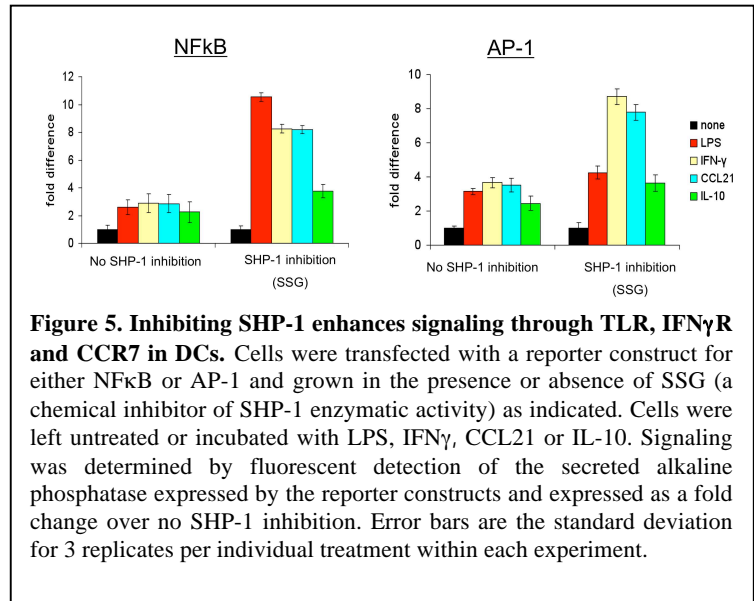 NFkB
AP-1
fold difference
12
10
8
6
4
2
0
No SHP-1 inhibition
SHP-1 inhibition
(SSG)
fold difference
10
8
6
4
2
0
No SHP-1 inhibition
SHP-1 inhibition
(SSG)
none
LPS
IFN-γ
CCL21
IL-10
Figure 5. Inhibiting SHP-1 enhances signaling through TLR, IFNγR
and CCR7 in DCs. Cells were transfected with a reporter construct for
either NFκB or AP-1 and grown in the presence or absence of SSG (a
chemical inhibitor of SHP-1 enzymatic activity) as indicated. Cells were
left untreated or incubated with LPS, IFNγ, CCL21 or IL-10. Signaling
was determined by fluorescent detection of the secreted alkaline
phosphatase expressed by the reporter constructs and expressed as a fold
change over no SHP-1 inhibition. Error bars are the standard deviation
for 3 replicates per individual treatment within each experiment.